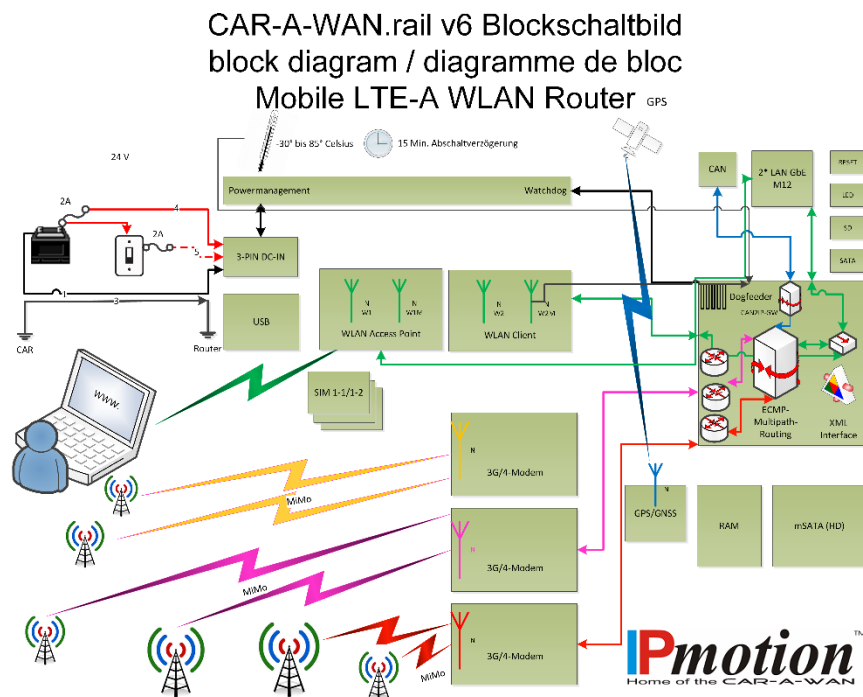 CAR-A-WAN.rail v6 Blockschaltbild
block diagram / diagramme de bloc
Mobile LTE-A WLAN Router
GPS
-30° bis 85° Celsius
15 Min. Abschaltverzögerung
24 V
Powermanagement
Watchdog
CAN
2* LAN GbE
M12
RESET
LED
SD
SATA
2A
4
2A
5
3-PIN DC-IN
1
3
CAR
Router
USB
N
W1
N
W1M
WLAN Access Point
N
W2
N
W2M
WLAN Client
Dogfeeder
SIM 1-1/1-2
ECMP-
Multipath-
Routing
XML
Interface
www.
MiMo
N
3G/4-Modem
N
GPS/GNSS
RAM
mSATA (HD)
MiMo
N
3G/4-Modem
MiMo
N
3G/4-Modem
IPmotion™
Home of the CAR-A-WAN